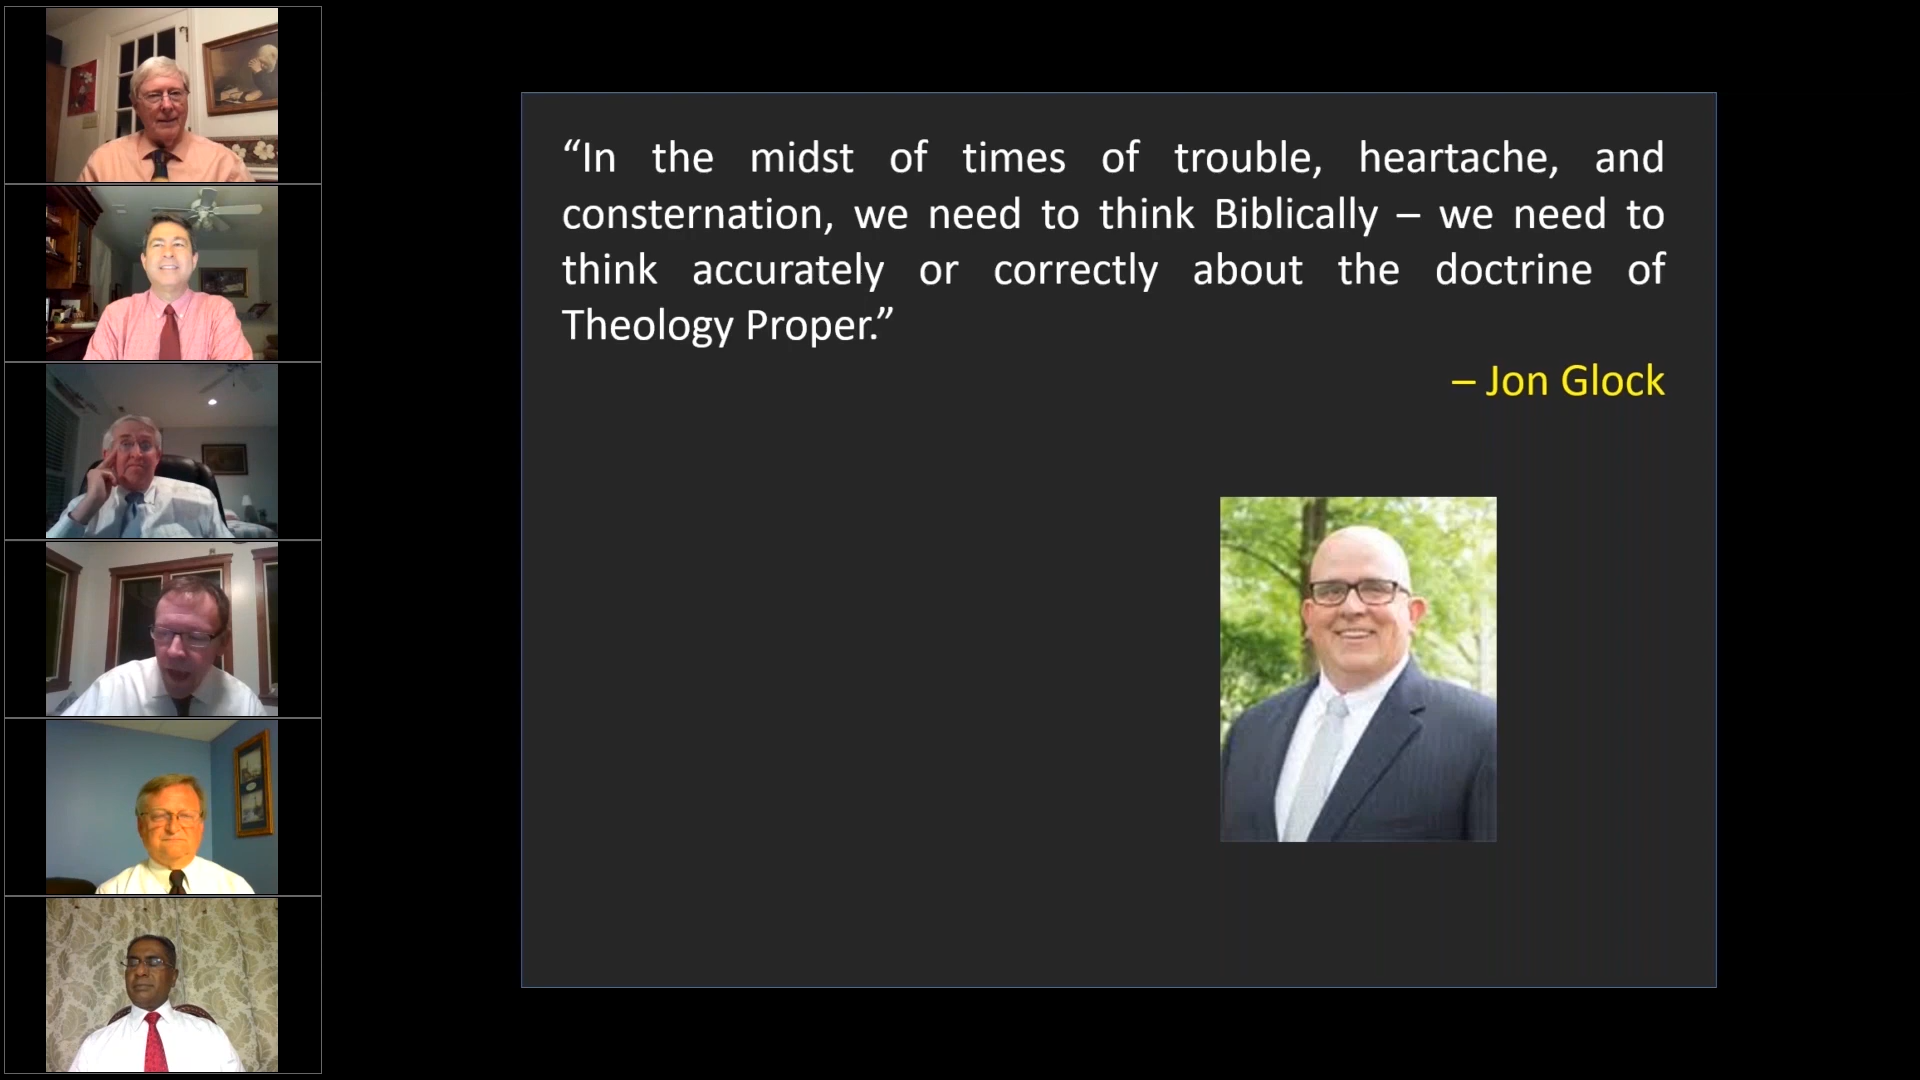 “In the midst of times of trouble, heartache, and
consternation, we need to think Biblically – we need to
think accurately or correctly about the doctrine of
Theology Proper.”
– Jon Glock